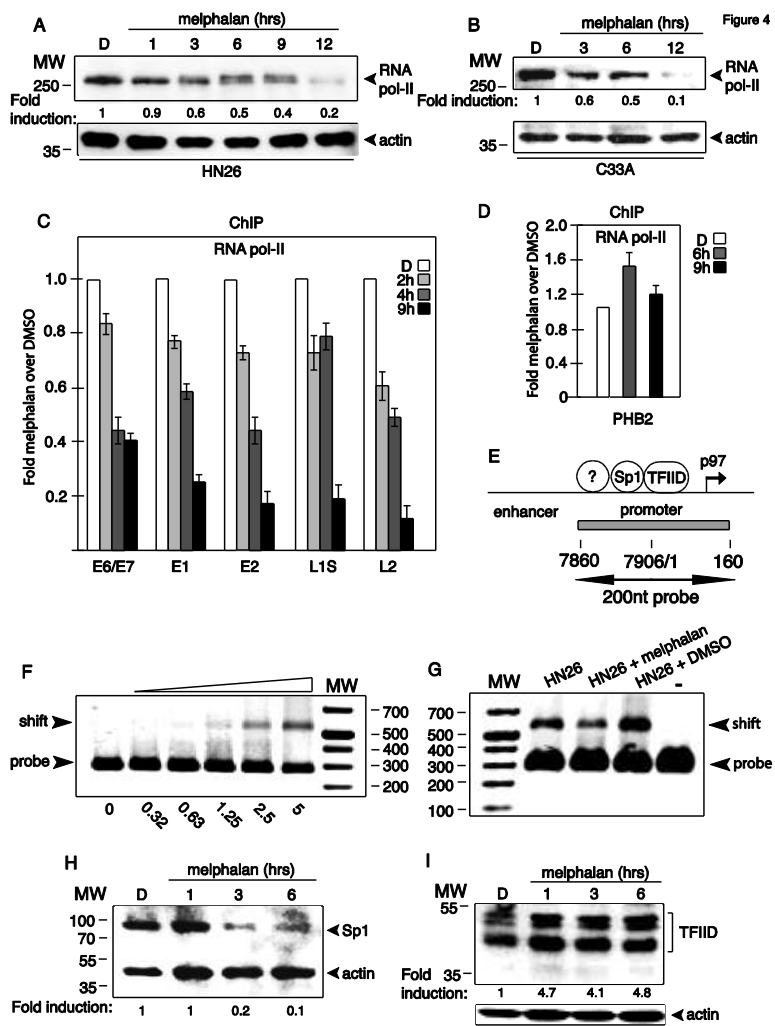 Figure 4
A
melphalan (hrs)
D 1 3 6 9 12
MW
250
RNA
pol-II
Fold
induction: 1 0.9 0.6 0.5 0.4 0.2
35
actin
HN26
B
melphalan (hrs)
D 3 6 12
MW
250
RNA
pol-II
Fold induction: 1 0.6 0.5 0.1
35
actin
C33A
C
ChIP
RNA pol-II
D
2h
4h
9h
Fold melphalan over DMSO
1.0
0.8
0.6
0.4
0.2
E6/E7 E1 E2 L1S L2
D
ChIP
RNA pol-II
D
6h
9h
Fold melphalan over DMSO
2.0
1.6
1.2
0.8
0.4
0
PHB2
E
? Sp1 TFIID p97
enhancer promoter
7860 7906/1 160
200nt probe
F
MW
shift
probe
700
500
400
300
200
0 0.32 0.63 1.25 2.5 5
G
MW HN26 HN26 + melphalan HN26 + DMSO -
700
500
400
300
200
100
shift
probe
H
melphalan (hrs)
MW D 1 3 6
100
70
55
35
Sp1
actin
Fold induction: 1 1 0.2 0.1
I
melphalan (hrs)
MW D 1 3 6
55
35
TFIID
Fold
induction: 1 4.7 4.1 4.8
actin